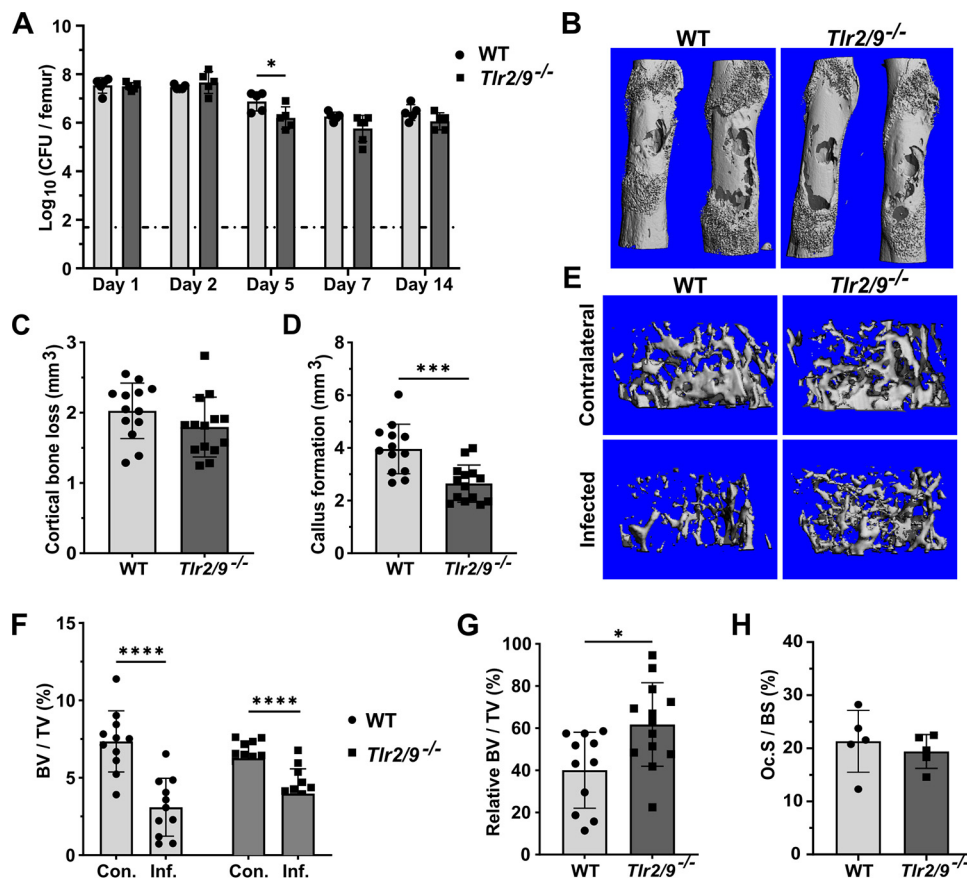 A
10
8
6
4
2
0
Log10 (CFU / femur)
*
WT
Tlr2/9-/-
Day 1 Day 2 Day 5 Day 7 Day 14
B
WT Tlr2/9-/-
C
3
2
1
0
Cortical bone loss (mm3)
WT Tlr2/9-/-
D
8
6
4
2
0
Callus formation (mm3)
***
WT Tlr2/9-/-
E
WT Tlr2/9-/-
Contralateral
Infected
F
15
10
5
0
BV / TV (%)
****
****
Con. Inf. Con. Inf.
WT
Tlr2/9-/-
G
100
80
60
40
20
0
Relative BV / TV (%)
*
WT Tlr2/9-/-
H
40
30
20
10
0
Oc.S / BS (%)
WT Tlr2/9-/-